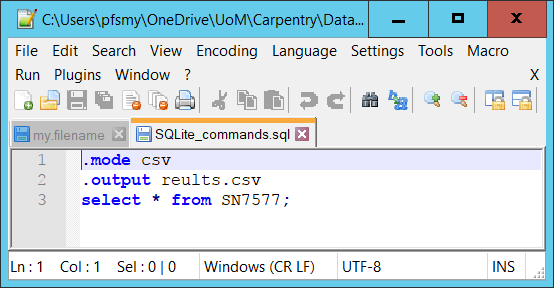 C:\Users\pfsmy\OneDrive\UoM\Carpentry\Data...
File Edit Search View Encoding Language Settings Tools Macro
Run Plugins Window ? X
my.filename SQLite_commands.sql
1 .mode csv
2 .output reults.csv
3 select * from SN7577;
Ln : 1 Col : 1 Sel : 0 | 0 Windows (CR LF) UTF-8 INS